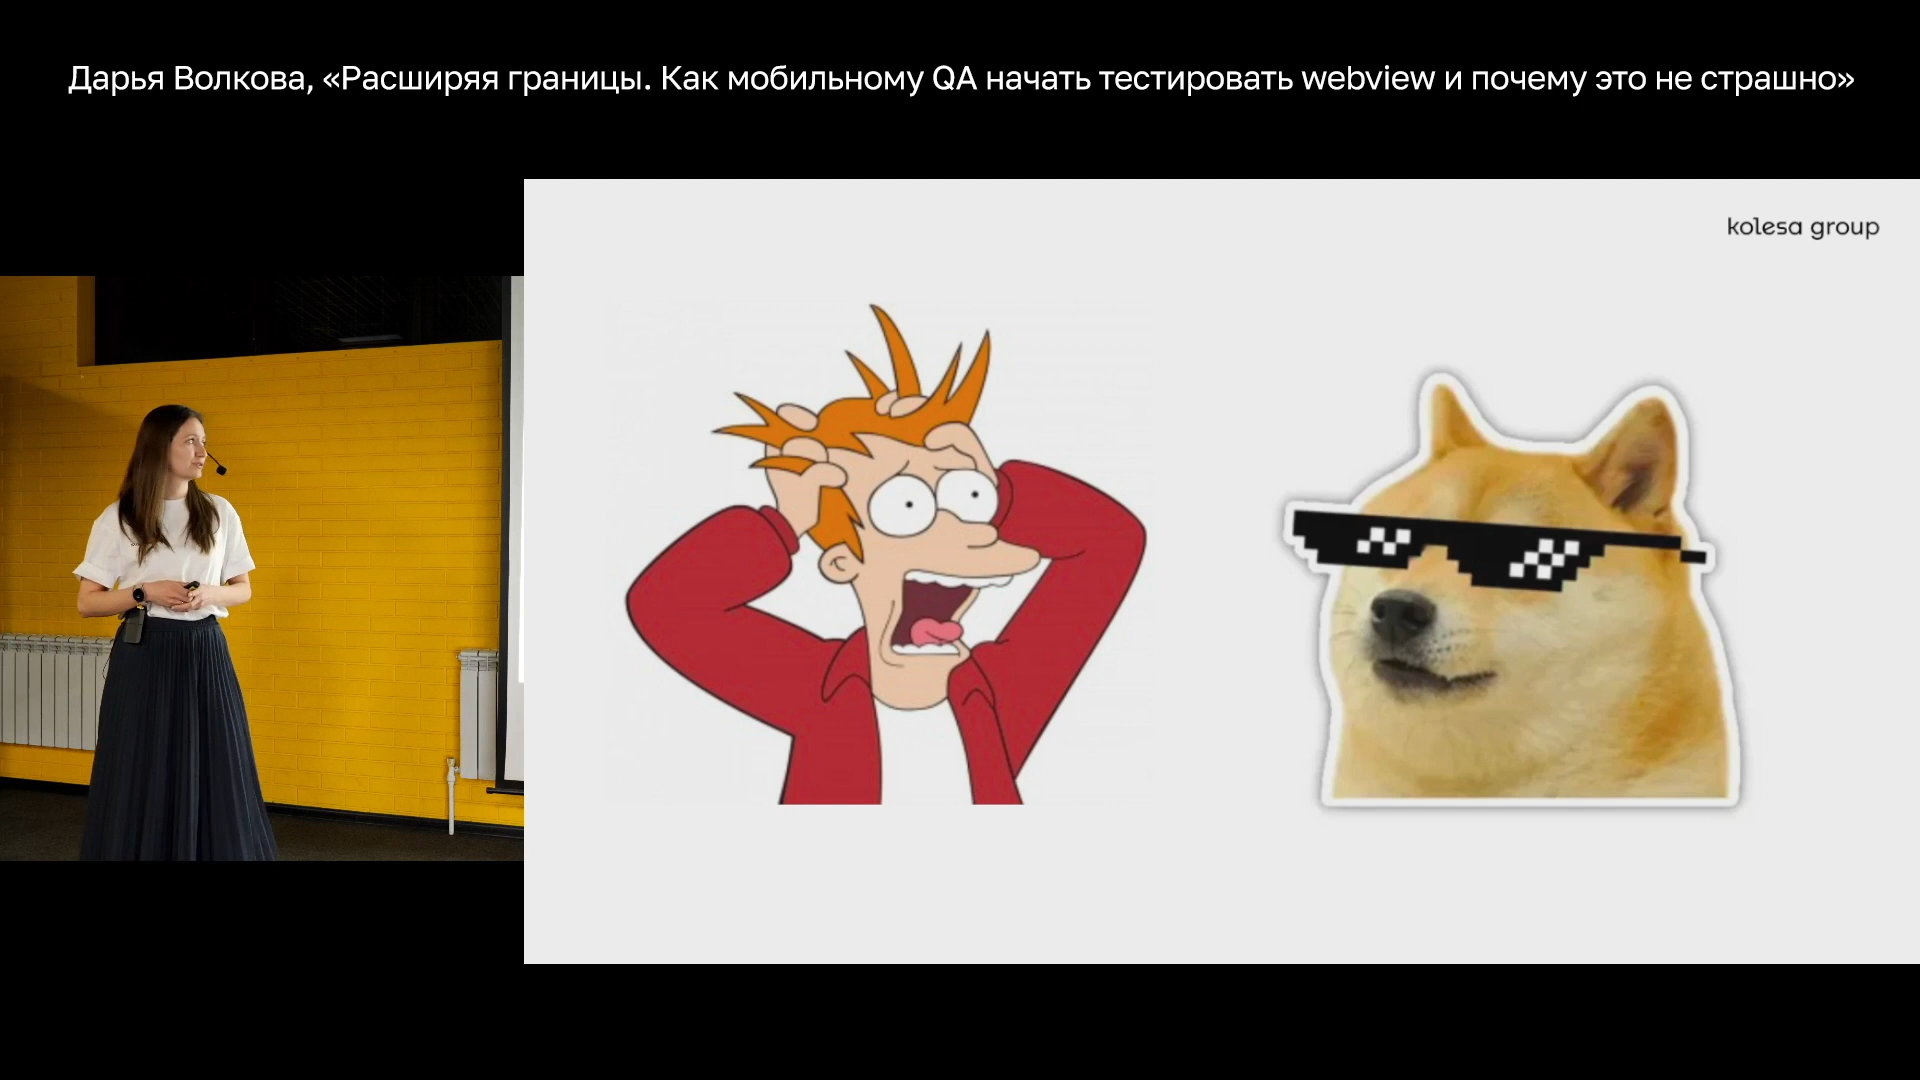 Дарья Волкова, «Расширяя границы. Как мобильному QA начать тестировать webview и почему это не страшно»
kolesa group